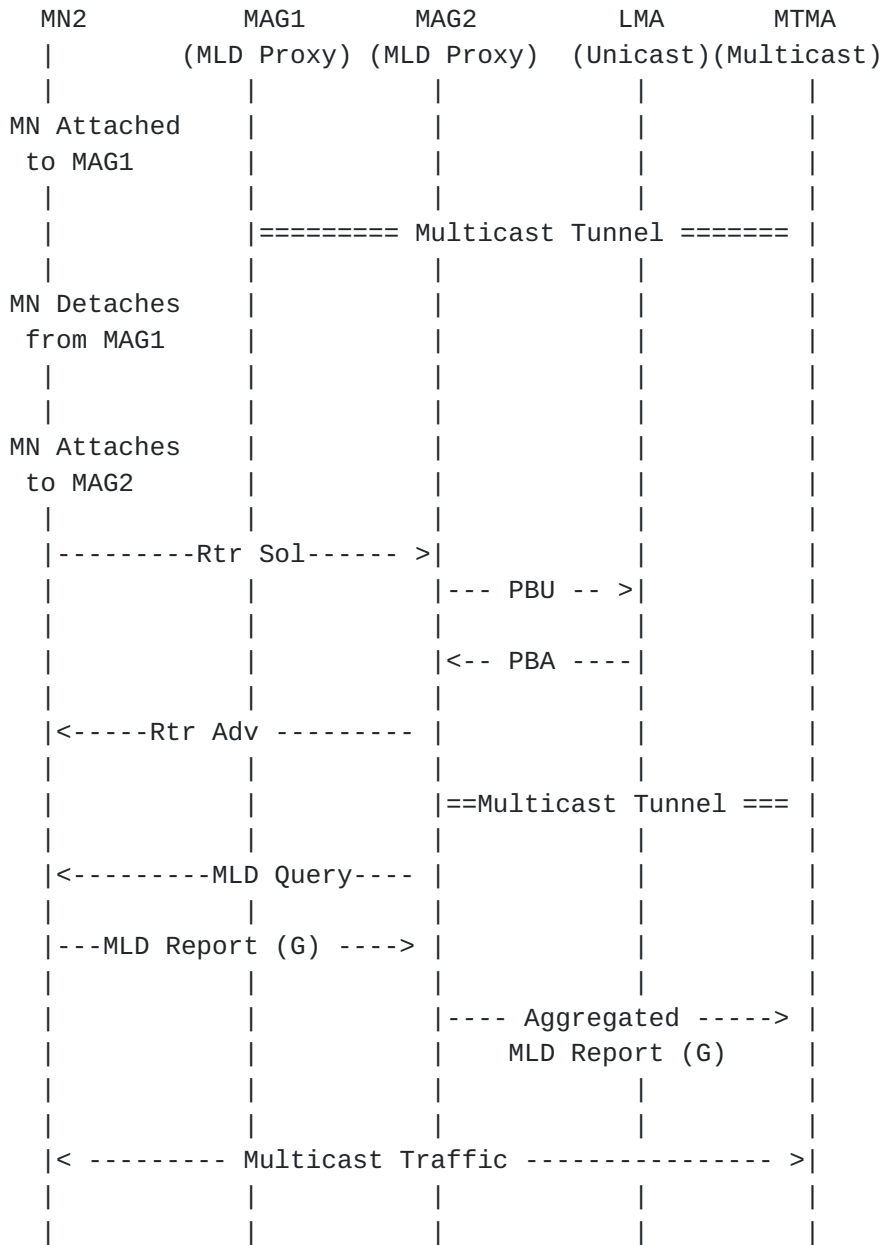 MN2 MAG1 MAG2 LMA MTMA
| (MLD Proxy) (MLD Proxy) (Unicast)(Multicast)
| | | | |
MN Attached | | | |
to MAG1 | | | |
| | | | |
| |========= Multicast Tunnel ======= |
| | | | |
MN Detaches | | | |
from MAG1 | | | |
| | | | |
| | | | |
MN Attaches | | | |
to MAG2 | | | |
| | | | |
|---------Rtr Sol------ >| | |
| | |--- PBU -- >| |
| | | | |
| | |<-- PBA ----| |
| | | | |
|<-----Rtr Adv --------- | | |
| | | | |
| | |==Multicast Tunnel === |
| | | | |
|<---------MLD Query---- | | |
| | | | |
|---MLD Report (G) ----> | | |
| | | | |
| | |---- Aggregated -----> |
| | | MLD Report (G) |
| | | | |
| | | | |
|< --------- Multicast Traffic ---------------- >|
| | | | |
| | | | |